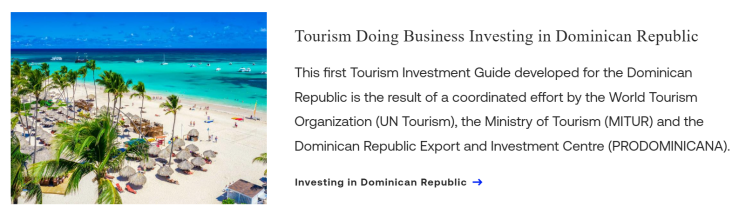 Tourism Doing Business Investing in Dominican Republic
This first Tourism Investment Guide developed for the Dominican
Republic is the result of a coordinated effort by the World Tourism
Organization (UN Tourism), the Ministry of Tourism (MITUR) and the
Dominican Republic Export and Investment Centre (PRODOMINICANA).
Investing in Dominican Republic →